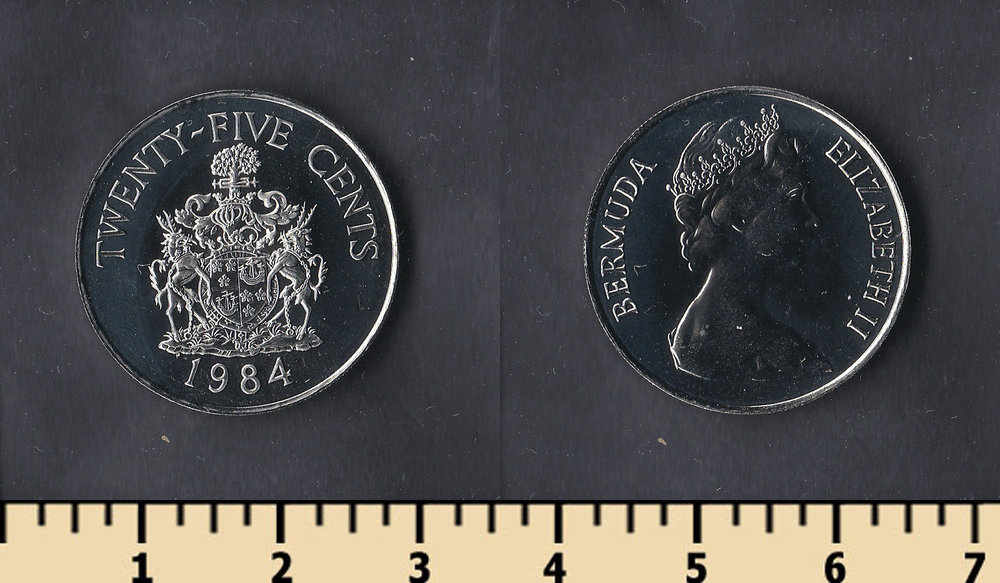 TWENTY-FIVE CENTS
1984
BERMUDA
ELIZABETH II
1 2 3 4 5 6 7